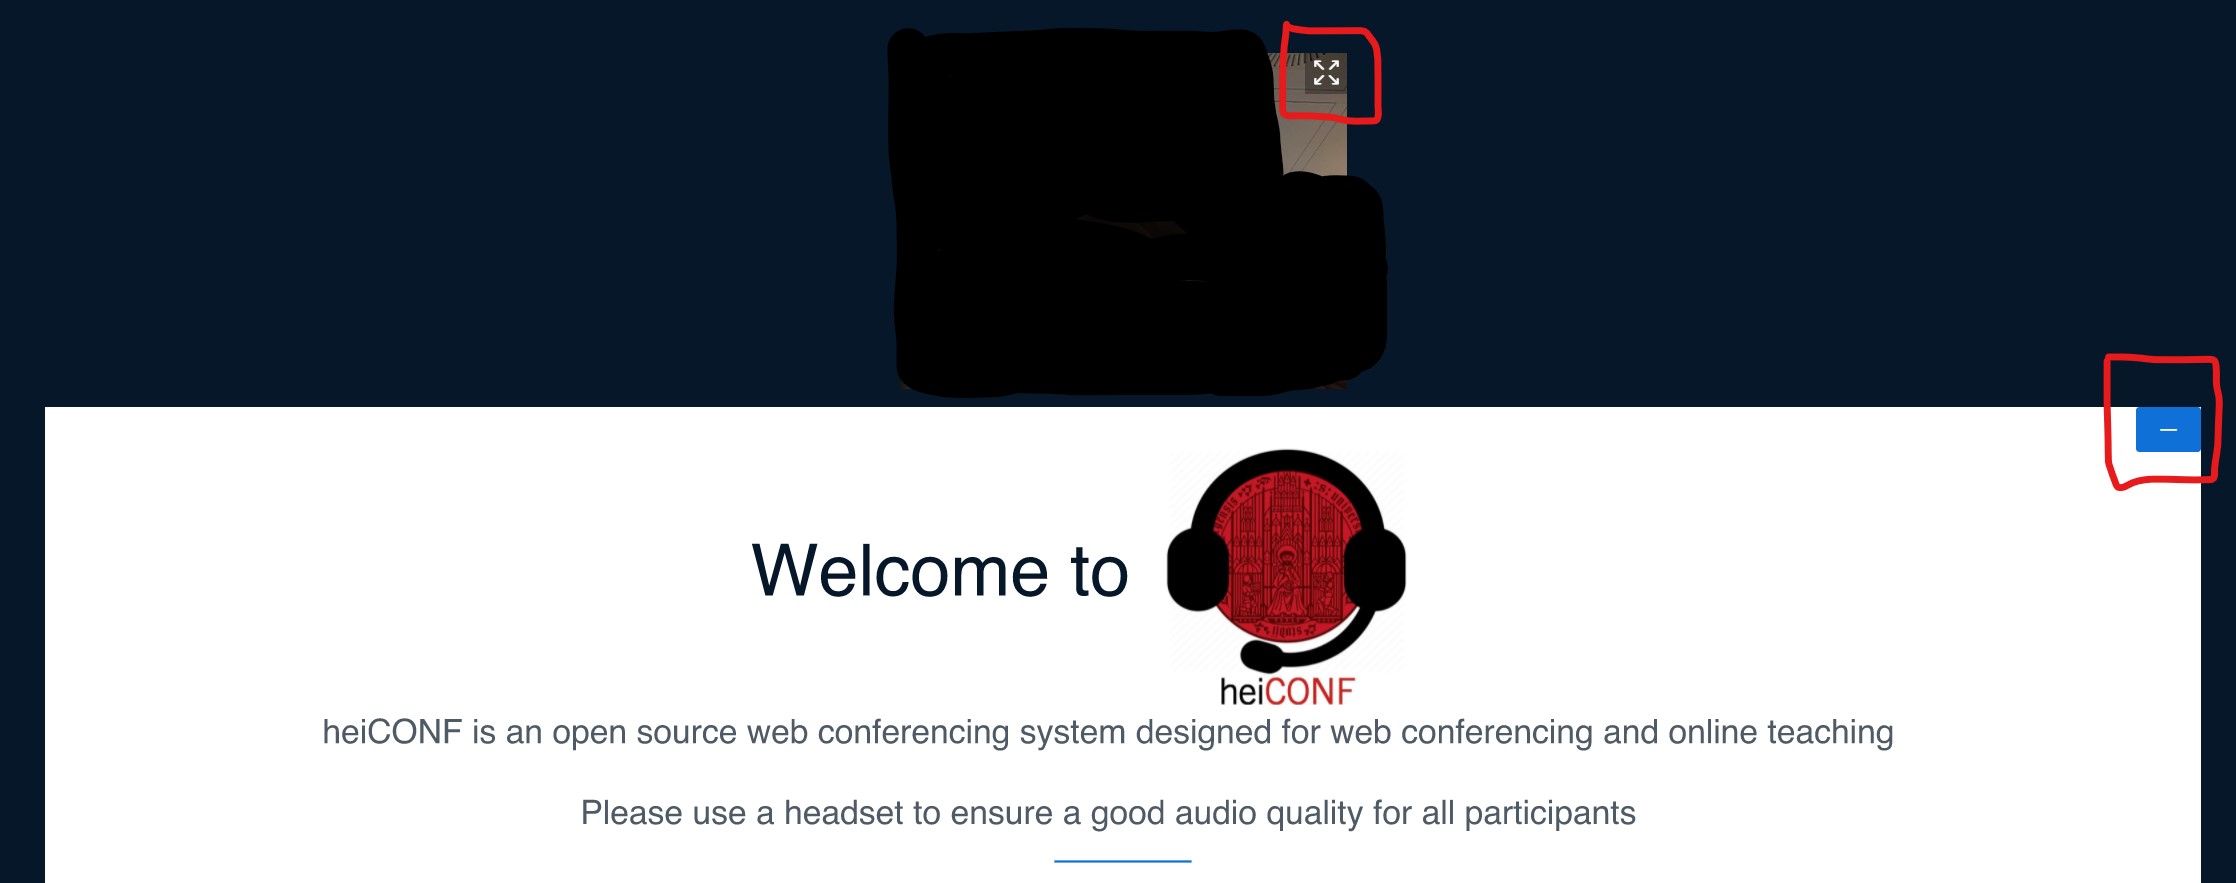 Welcome to
heiCONF
heiCONF is an open source web conferencing system designed for web conferencing and online teaching
Please use a headset to ensure a good audio quality for all participants